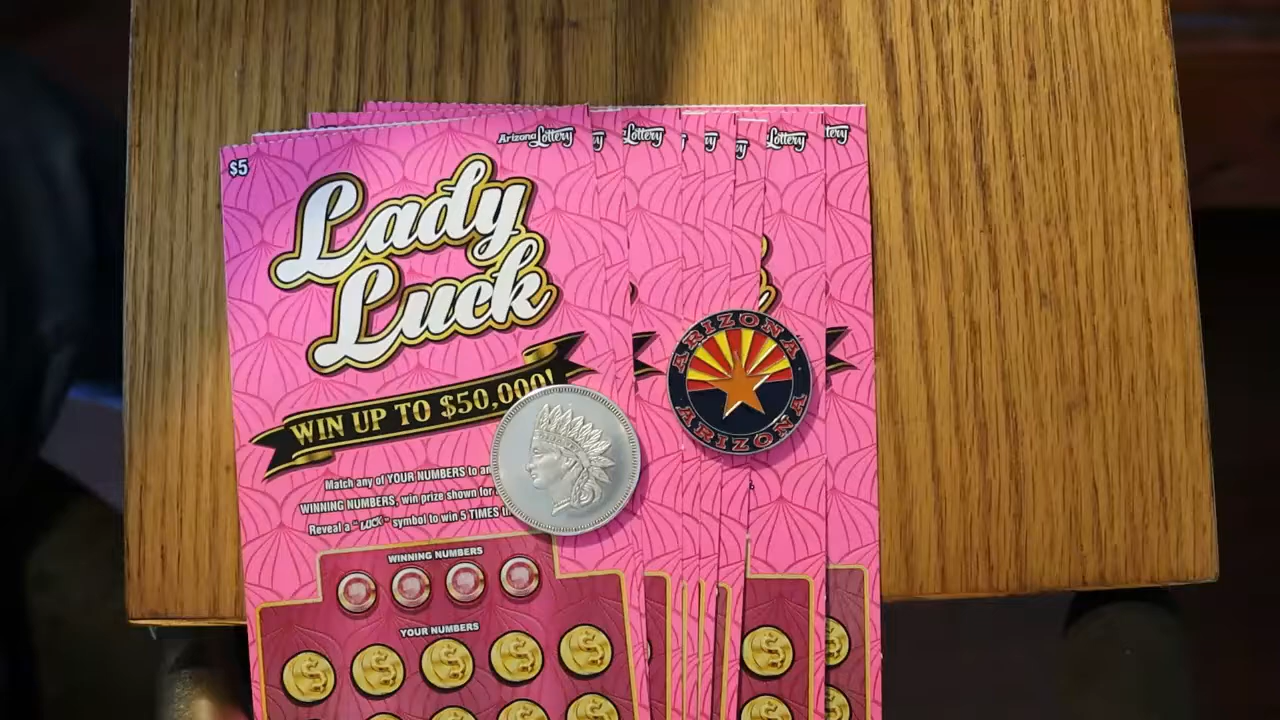 $5
Arizona Lottery
Lottery
Lottery
Lady
Luck
WIN UP TO $50,000!
Match any of YOUR NUMBERS to
WINNING NUMBERS, win prize shown for
Reveal a "LUCK" symbol to win 5 TIMES
WINNING NUMBERS
YOUR NUMBERS
ARIZONA
ARIZONA